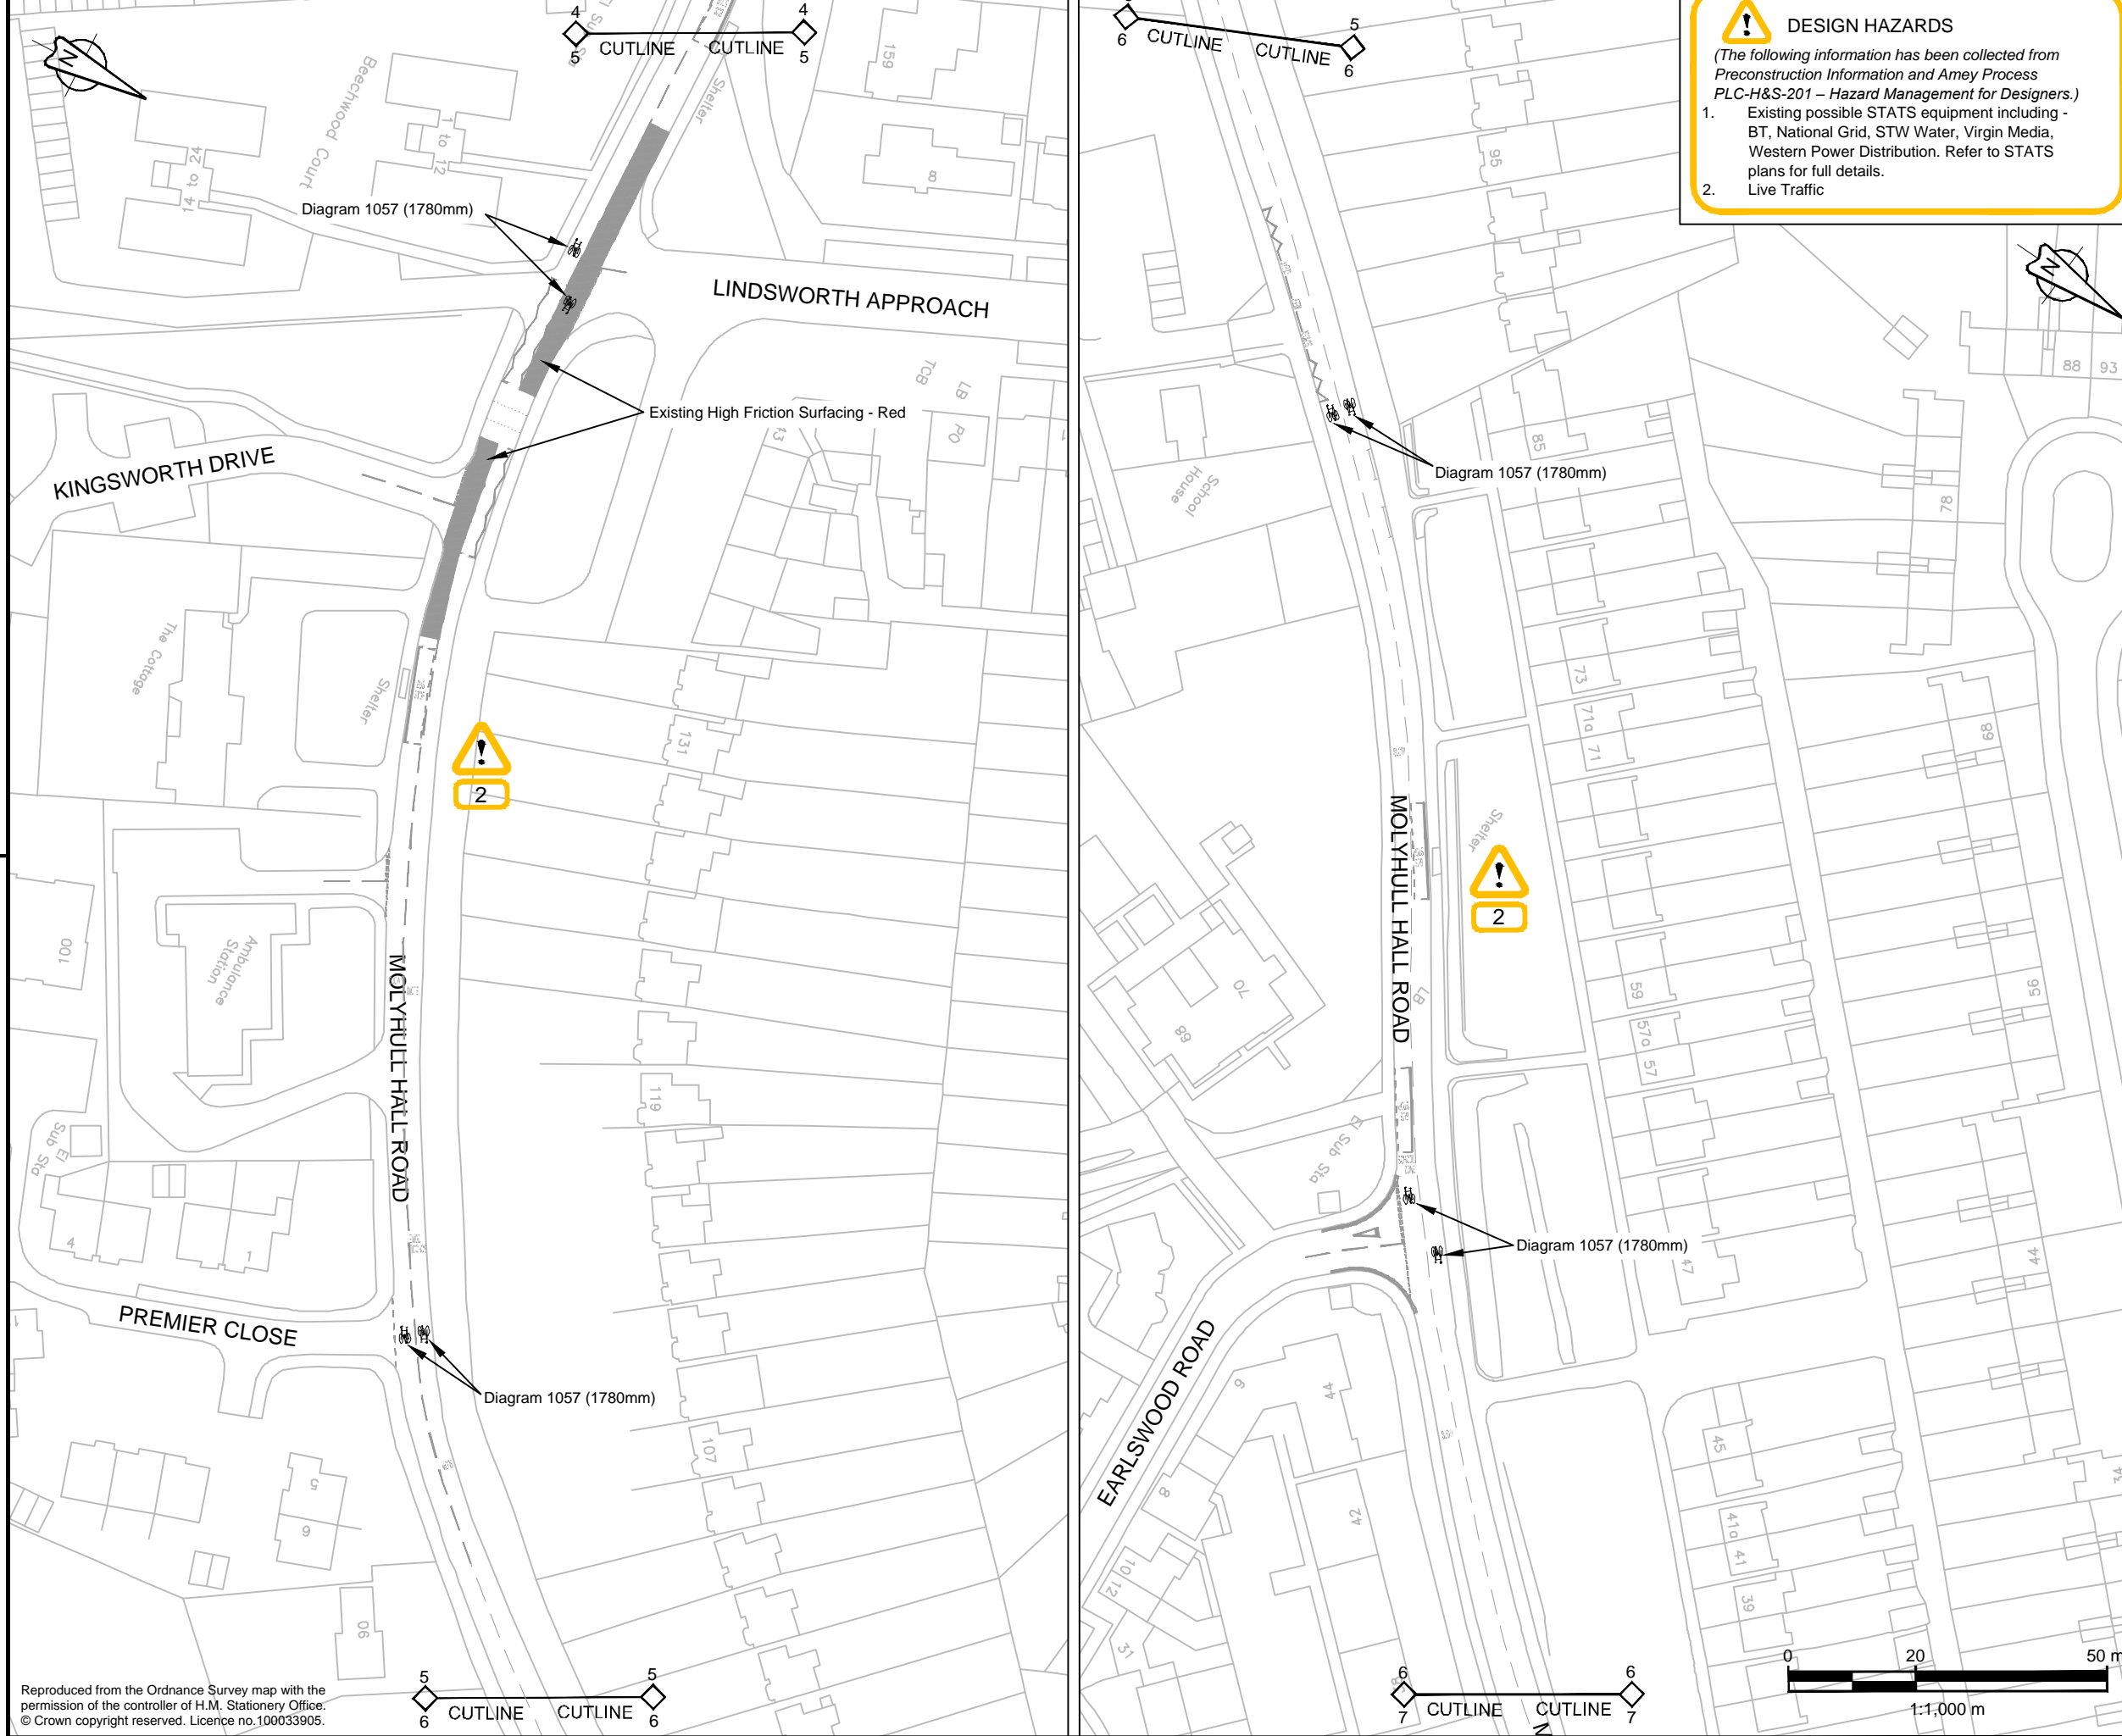 4
4
CUTLINE
CUTLINE
5
5
N
Beechwood Court
14 to 24
1 to 12
Shelter
159
8
Diagram 1057 (1780mm)
LINDSWORTH APPROACH
Existing High Friction Surfacing - Red
TCB
LB
PO
KINGSWORTH DRIVE
The Cottage
Shelter
131
2
100
Ambulance
Station
MOLYHULL HALL ROAD
119
El
Sub Sta
4
1
PREMIER CLOSE
Diagram 1057 (1780mm)
107
5
6
90
5
5
CUTLINE
CUTLINE
6
6
Reproduced from the Ordnance Survey map with the
permission of the controller of H.M. Stationery Office.
© Crown copyright reserved. Licence no.100033905.
5
CUTLINE
CUTLINE
6
6
DESIGN HAZARDS
(The following information has been collected from
Preconstruction Information and Amey Process
PLC-H&S-201 – Hazard Management for Designers.)
1. Existing possible STATS equipment including -
BT, National Grid, STW Water, Virgin Media,
Western Power Distribution. Refer to STATS
plans for full details.
2. Live Traffic
N
95
88
93
School
House
85
Diagram 1057 (1780mm)
78
73
71a
71
89
MOLYHULL HALL ROAD
Shelter
2
LB
59
56
70
68
57a
57
El Sub Sta
Diagram 1057 (1780mm)
47
44
EARLSWOOD ROAD
9
44
45
8
42
41a
41
10
12
39
31
34
6
6
CUTLINE
CUTLINE
7
7
0
20
50 m
1:1,000 m